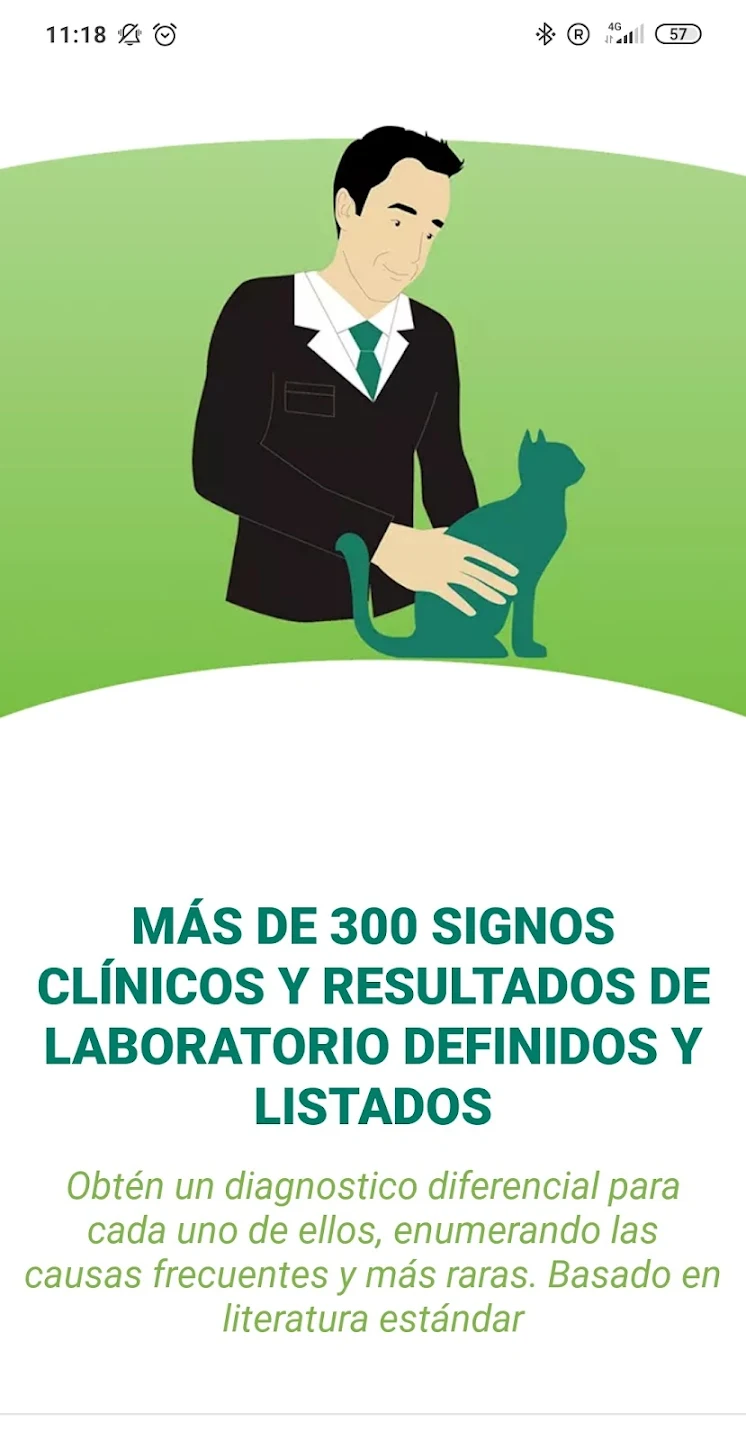 11:18
R
4G
57
MÁS DE 300 SIGNOS
CLÍNICOS Y RESULTADOS DE
LABORATORIO DEFINIDOS Y
LISTADOS
Obtén un diagnostico diferencial para
cada uno de ellos, enumerando las
causas frecuentes y más raras. Basado en
literatura estándar